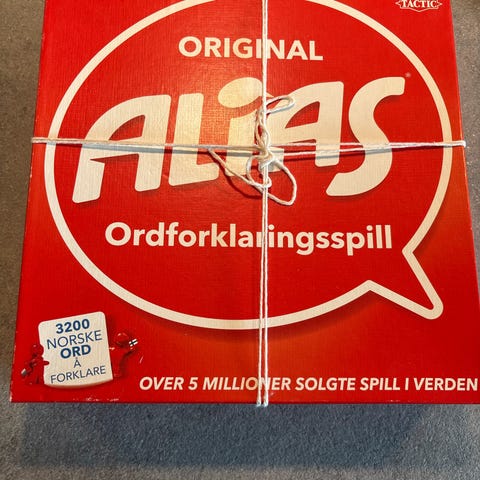 TACTIC
ORIGINAL
ALiAS
Ordforklaringsspill
3200
NORSKE
ORD
Å
FORKLARE
OVER 5 MILLIONER SOLGTE SPILL I VERDEN